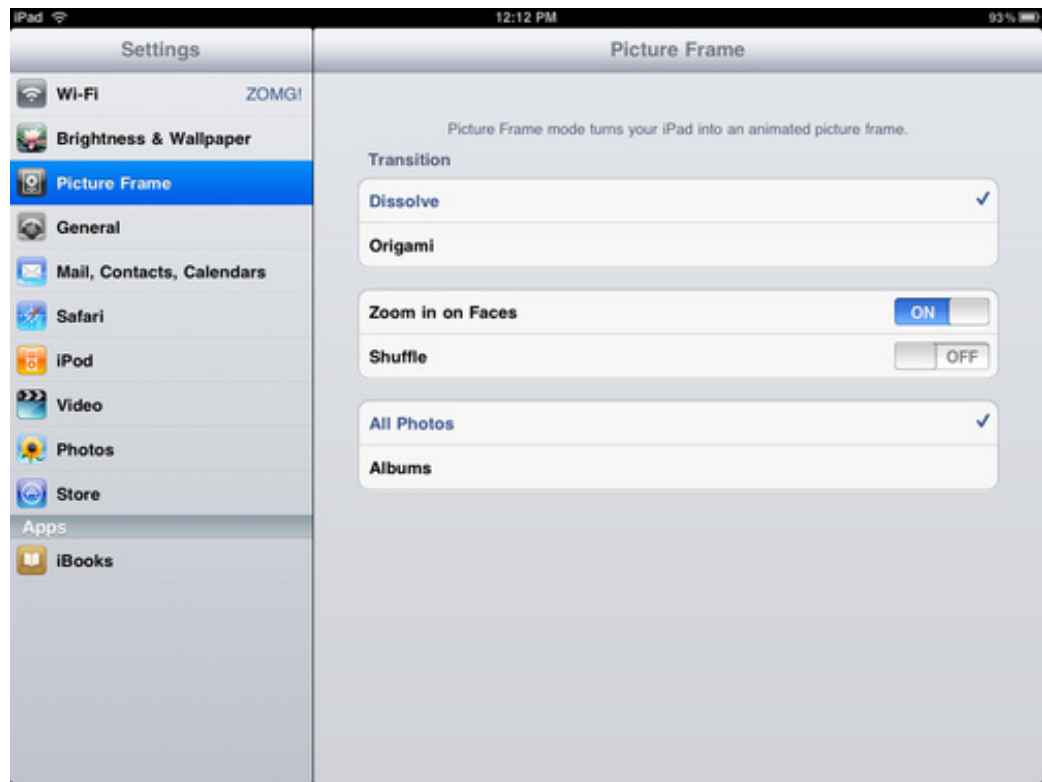 iPad 12:12 PM 93%
Settings
Picture Frame
Wi-Fi ZOMG!
Brightness & Wallpaper
Picture Frame
General
Mail, Contacts, Calendars
Safari
iPod
Video
Photos
Store
Apps
iBooks
Picture Frame mode turns your iPad into an animated picture frame.
Transition
Dissolve
Origami
Zoom in on Faces ON
Shuffle OFF
All Photos
Albums